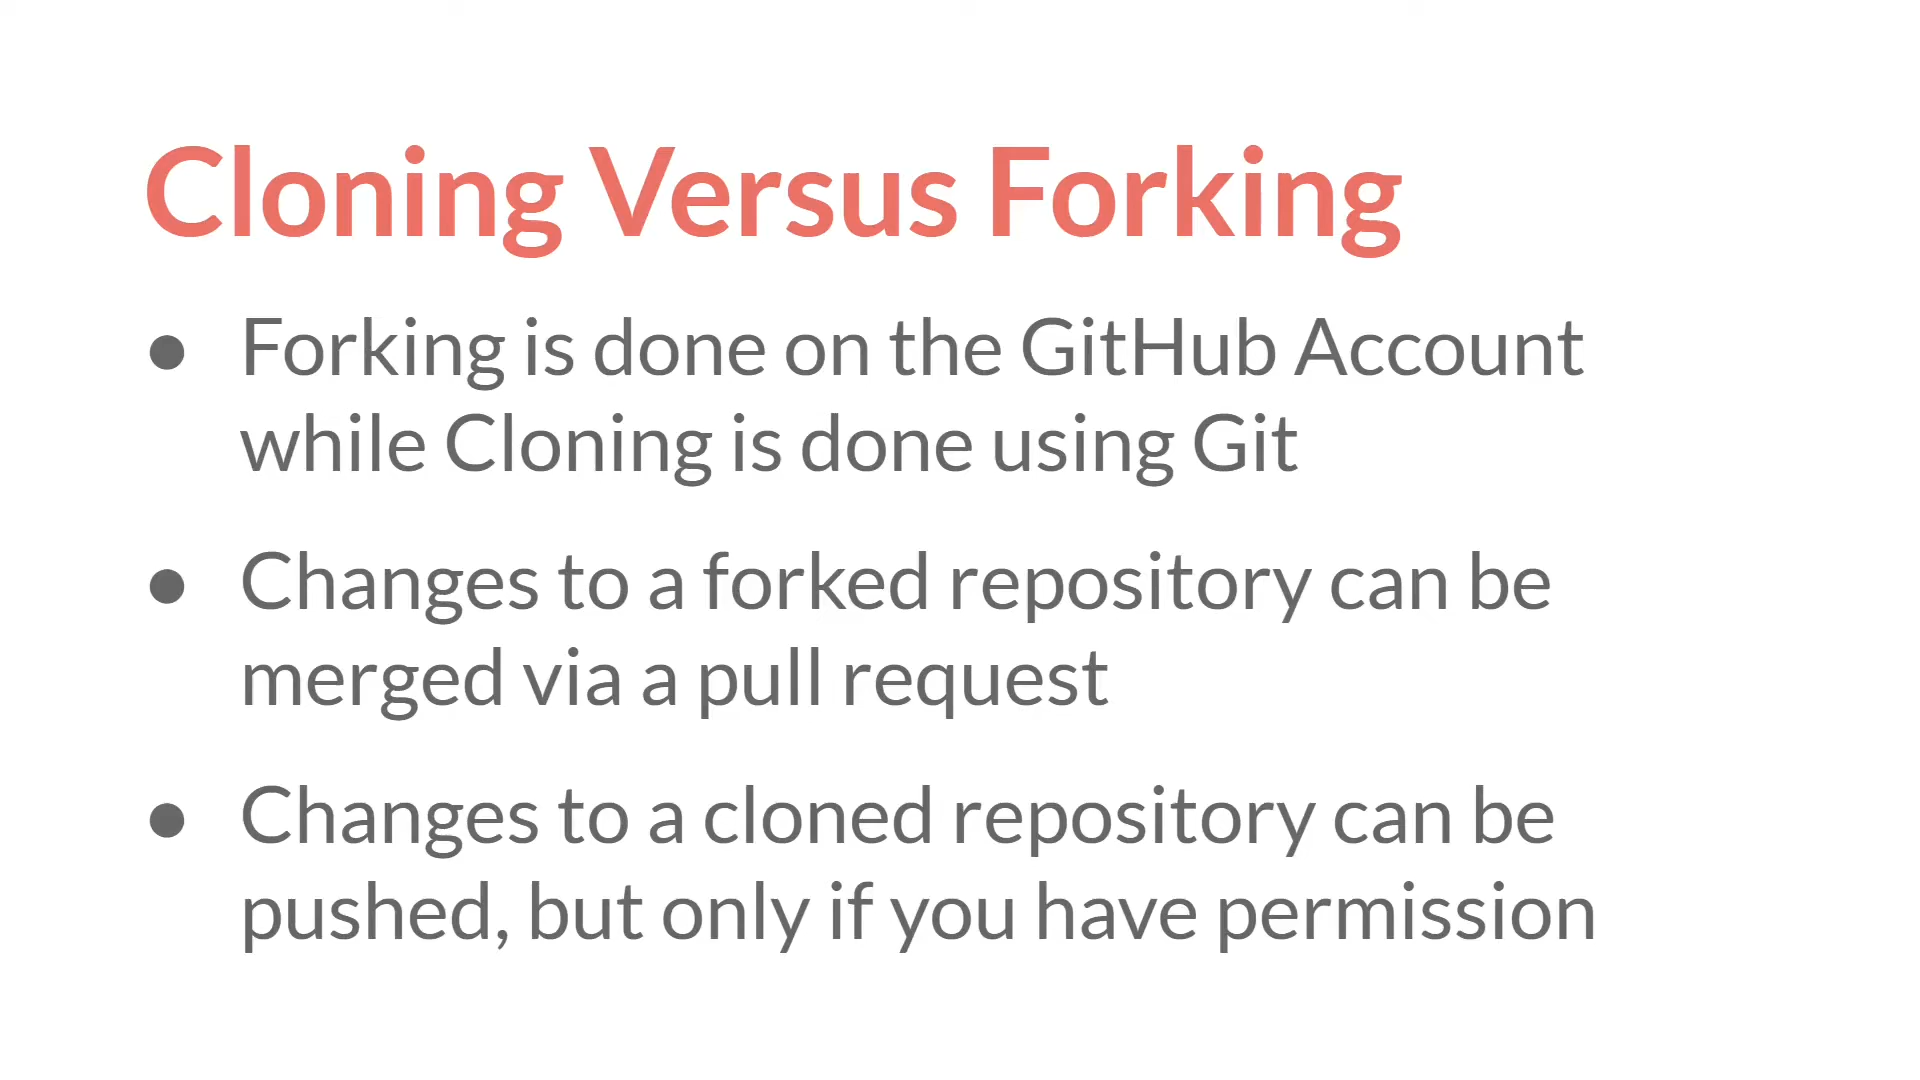 Cloning Versus Forking
● Forking is done on the GitHub Account
while Cloning is done using Git
● Changes to a forked repository can be
merged via a pull request
● Changes to a cloned repository can be
pushed, but only if you have permission